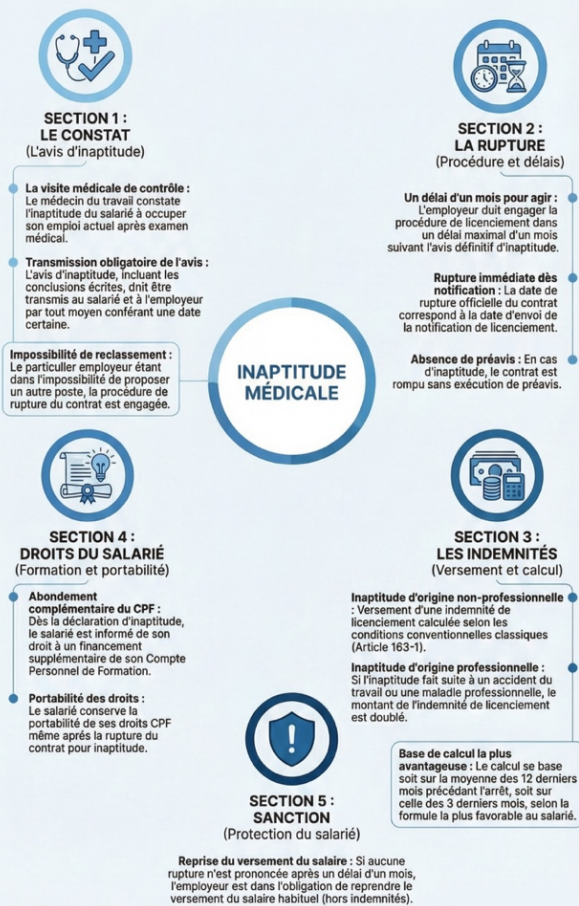 SECTION 1 :
LE CONSTAT
(L'avis d'inaptitude)
La visite médicale de contrôle :
Le médecin du travail constate
l'inaptitude du salarié à occuper
son emploi actuel après examen
médical.
Transmission obligatoire de l'avis :
L'avis d'inaptitude, incluant les
conclusions écrites, dnit être
transmis au salarié et à l'employeur
par tout moyen conférant une date
certaine.
Impossibilité de reclassement :
Le particuller employeur étant
dans l'impossibilité de proposer
un autre poste, la procédure de
rupture du contrat est engagée.
SECTION 2 :
LA RUPTURE
(Procédure et délais)
Un délai d'un mois pour agir :
L'employeur duit engager la
procédure de licenciement dans
un délai maximal d'un mois
suivant l'avis définitif d'inaptitude.
Rupture immédiate dès
notification : La date de
rupture officielle du contrat
correspond à la date d'envoi de
la notification de licenciement.
Absence de préavis : En cas
d'inaptitude, le contrat est
rompu sans exécution de préavis.
INAPTITUDE
MÉDICALE
SECTION 4 :
DROITS DU SALARIÉ
(Formation et portabilité)
Abondement
complémentaire du CPF :
Dès la déclaration d'inaptitude,
le salarié est informé de son
droit à un financement
supplémentaire de son Compte
Personnel de Formation.
Portabilité des droits :
Le salarié conserve la
portabilité de ses droits CPF
même aprés la rupture du
contrat pour inaptitude.
SECTION 3 :
LES INDEMNITÉS
(Versement et calcul)
Inaptitude d'origine non-professionnelle
: Versement d'une indemnité de
licenciement calculée selon les
conditions conventionnelles classiques
(Article 163-1).
Inaptitude d'origine professionnelle :
Si l'inaptitude fait suite à un accident du
travail ou une maladle professionnelle, le
montant de l'indemnité de licenciement
est doublé.
Base de calcul la plus
avantageuse : Le calcul se base
soit sur la moyenne des 12 derniers
mois précédant l'arrêt, soit sur
celle des 3 derniers mois, selon la
formule la plus favorable au salarié.
SECTION 5 :
SANCTION
(Protection du salarié)
Reprise du versement du salaire : Si aucune
rupture n'est prononcée après un délai d'un mois,
l'employeur est dans l'obligation de reprendre le
versement du salaire habituel (hors indemnités).